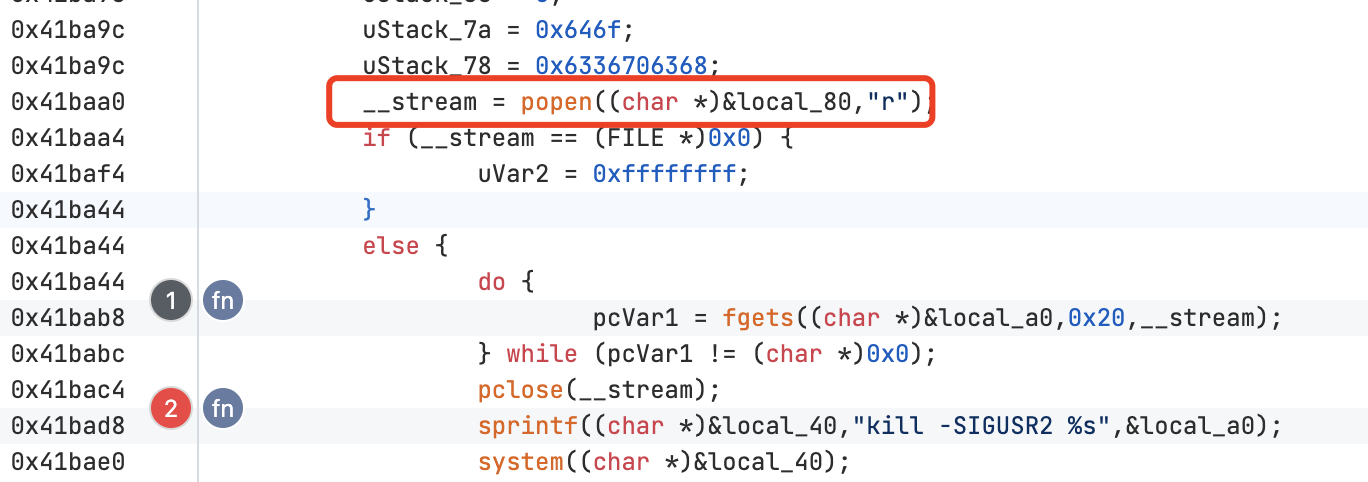 0x41ba9c uStack_7a = 0x646f;
0x41ba9c uStack_78 = 0x6336706368;
0x41baa0 __stream = popen((char *)&local_80,"r");
0x41baa4 if (__stream == (FILE *)0x0) {
0x41baf4 uVar2 = 0xffffffff;
0x41ba44 }
0x41ba44 else {
0x41ba44 do {
1 fn
0x41bab8 pcVar1 = fgets((char *)&local_a0,0x20,__stream);
0x41babc } while (pcVar1 != (char *)0x0);
0x41bac4 pclose(__stream);
2 fn
0x41bad8 sprintf((char *)&local_40,"kill -SIGUSR2 %s",&local_a0);
0x41bae0 system((char *)&local_40);